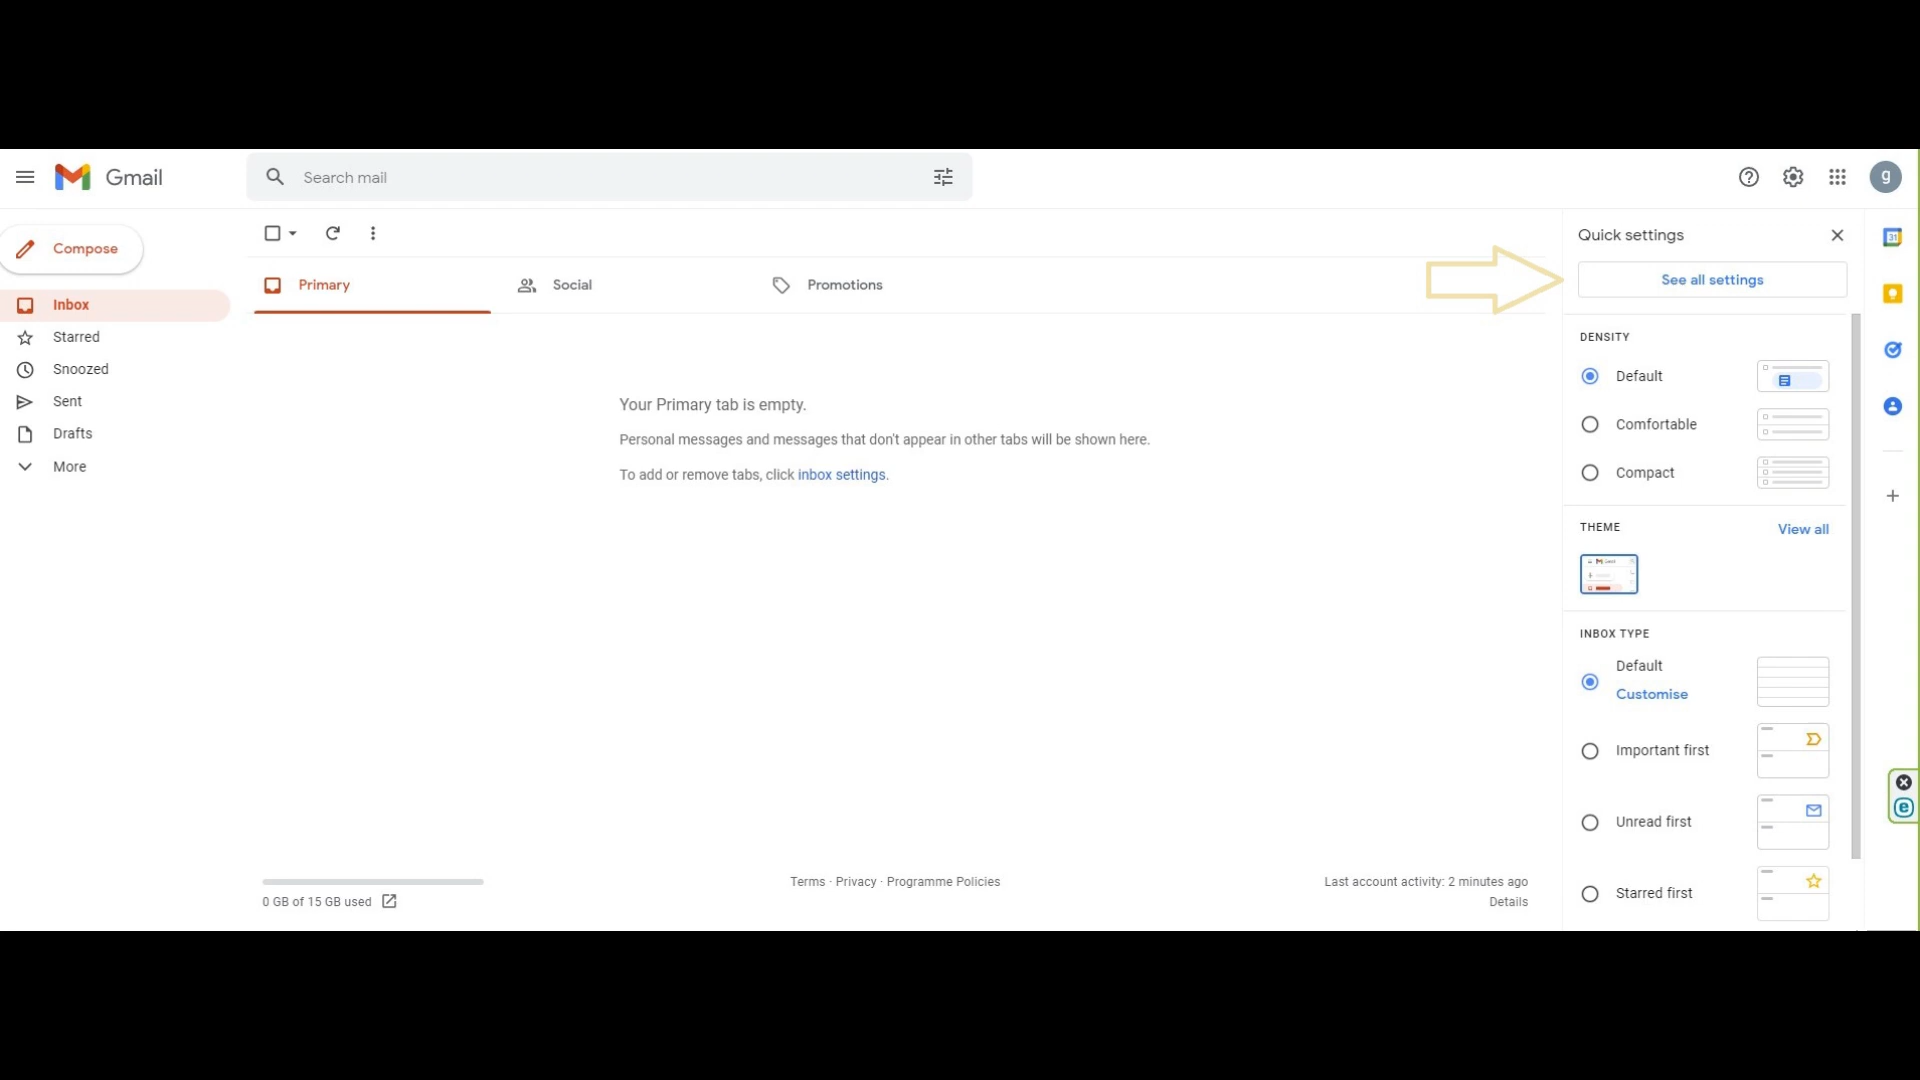 Gmail
Search mail
g
Compose
Inbox
Starred
Snoozed
Sent
Drafts
More
Primary
Social
Promotions
Your Primary tab is empty.
Personal messages and messages that don't appear in other tabs will be shown here.
To add or remove tabs, click inbox settings.
0 GB of 15 GB used
Terms · Privacy · Programme Policies
Last account activity: 2 minutes ago
Details
Quick settings
See all settings
DENSITY
Default
Comfortable
Compact
THEME
View all
INBOX TYPE
Default
Customise
Important first
Unread first
Starred first
31
e